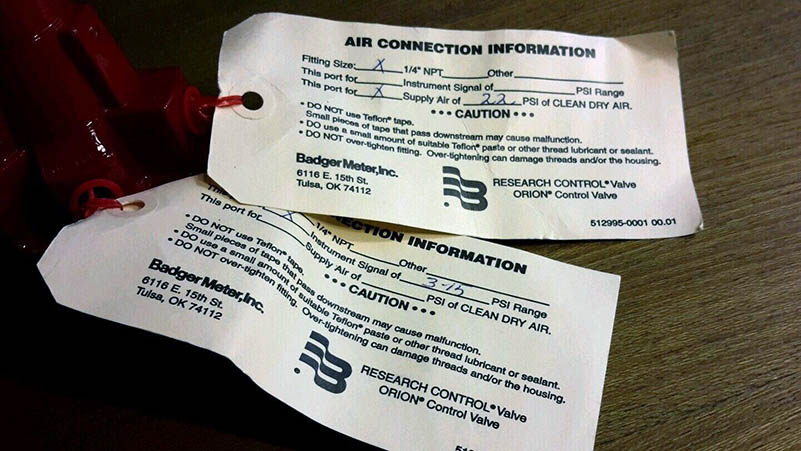 AIR CONNECTION INFORMATION
Fitting Size: X 1/4" NPT Other
This port for Instrument Signal of PSI Range
This port for X Supply Air of 22 PSI of CLEAN DRY AIR.
• • • CAUTION • • •
• DO NOT use Teflon® tape.
Small pieces of tape that pass downstream may cause malfunction.
• DO use a small amount of suitable Teflon® paste or other thread lubricant or sealant.
• DO NOT over-tighten fitting. Over-tightening can damage threads and/or the housing.
Badger Meter, Inc.
6116 E. 15th St.
Tulsa, OK 74112
RESEARCH CONTROL® Valve
ORION® Control Valve
512995-0001 00.01
CONNECTION INFORMATION
1/4" NPT Other
This port for X Instrument Signal of 3-15 PSI Range
This port for Supply Air of PSI of CLEAN DRY AIR.
• • • CAUTION • • •
• DO NOT use Teflon® tape.
Small pieces of tape that pass downstream may cause malfunction.
• DO use a small amount of suitable Teflon® paste or other thread lubricant or sealant.
• DO NOT over-tighten fitting. Over-tightening can damage threads and/or the housing.
Badger Meter, Inc.
6116 E. 15th St.
Tulsa, OK 74112
RESEARCH CONTROL® Valve
ORION® Control Valve